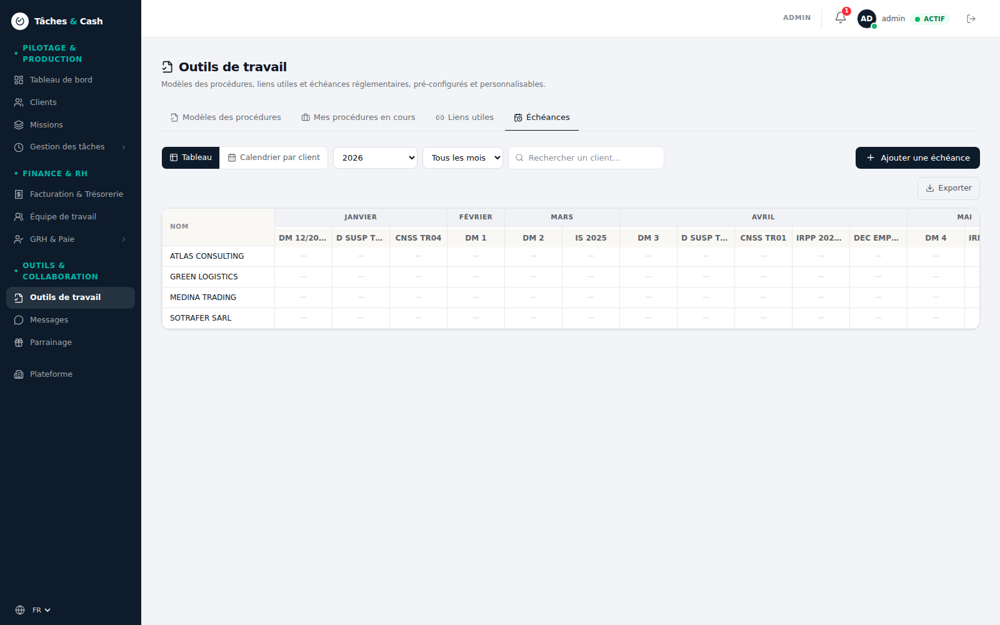 Tâches & Cash
• PILOTAGE & PRODUCTION
Tableau de bord
Clients
Missions
Gestion des tâches
• FINANCE & RH
Facturation & Trésorerie
Équipe de travail
GRH & Paie
• OUTILS & COLLABORATION
Outils de travail
Messages
Parrainage
Plateforme
FR
ADMIN
1
AD
admin
ACTIF
Outils de travail
Modèles des procédures, liens utiles et échéances réglementaires, pré-configurés et personnalisables.
Modèles des procédures
Mes procédures en cours
Liens utiles
Échéances
Tableau
Calendrier par client
2026
Tous les mois
Rechercher un client...
Ajouter une échéance
Exporter
NOM JANVIER FÉVRIER MARS AVRIL MAI
DM 12/20... D SUSP T... CNSS TR04 DM 1 DM 2 IS 2025 DM 3 D SUSP T... CNSS TR01 IRPP 202... DEC EMP... DM 4
ATLAS CONSULTING — — — — — — — — — — — —
GREEN LOGISTICS — — — — — — — — — — — —
MEDINA TRADING — — — — — — — — — — — —
SOTRAFER SARL — — — — — — — — — — — —